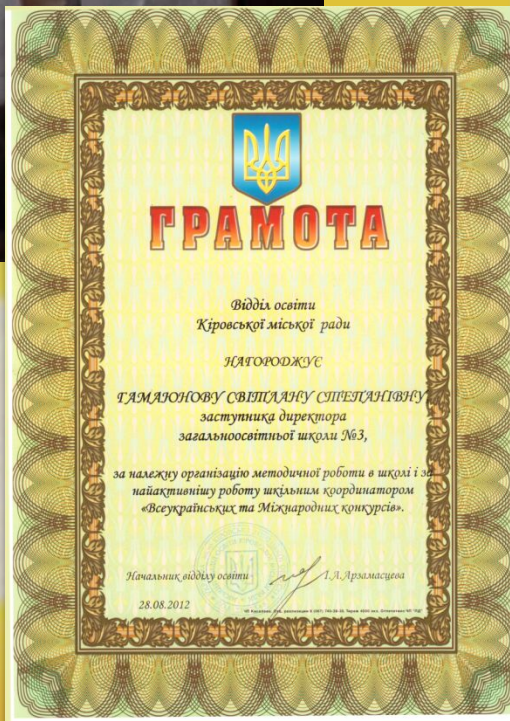 ГРАМОТА
Відділ освіти
Кіровської міської ради
НАГОРОДЖУЄ
ГАМАЮНОВУ СВІТЛАНУ СТЕПАНІВНУ
заступника директора
загальноосвітньої школи №3,
за належну організацію методичної роботи в школі і за
найактивнішу роботу шкільним координатором
«Всеукраїнських та Міжнародних конкурсів».
Начальник відділу освіти І.А.Арзамасцева
28.08.2012